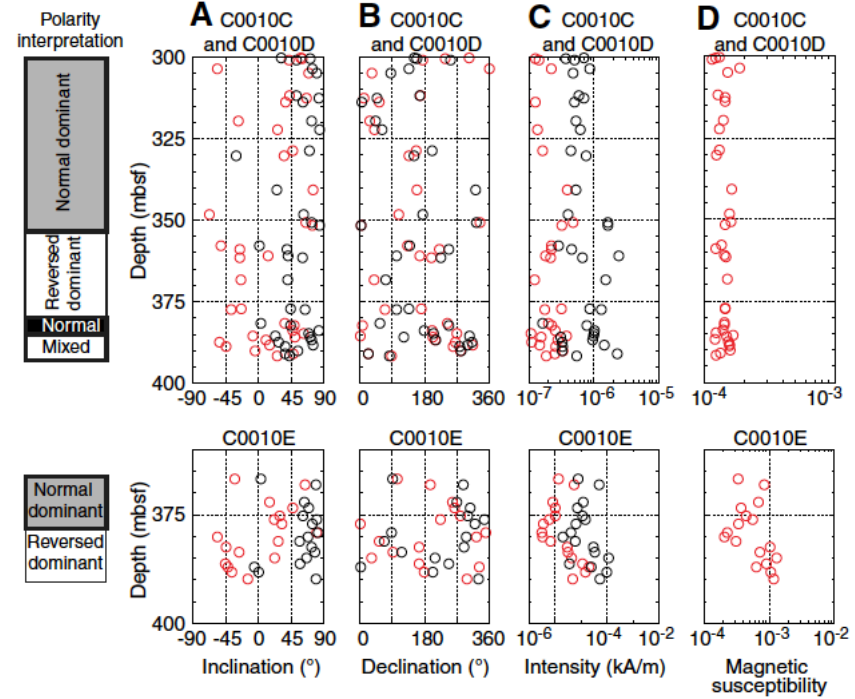 Polarity
interpretation
A
C0010C
and C0010D
B
C0010C
and C0010D
C
C0010C
and C0010D
D
C0010C
and C0010D
Normal dominant
Reversed
dominant
Normal
Mixed
Depth (mbsf)
300
325
350
375
400
-90 -45 0 45 90
Depth (mbsf)
0 180 360
10-7 10-6 10-5
10-4 10-3
C0010E
C0010E
C0010E
C0010E
Normal
dominant
Reversed
dominant
Depth (mbsf)
375
400
-90 -45 0 45 90
Inclination (°)
Depth (mbsf)
0 180 360
Declination (°)
10-6 10-4 10-2
Intensity (kA/m)
10-4 10-3 10-2
Magnetic
susceptibility